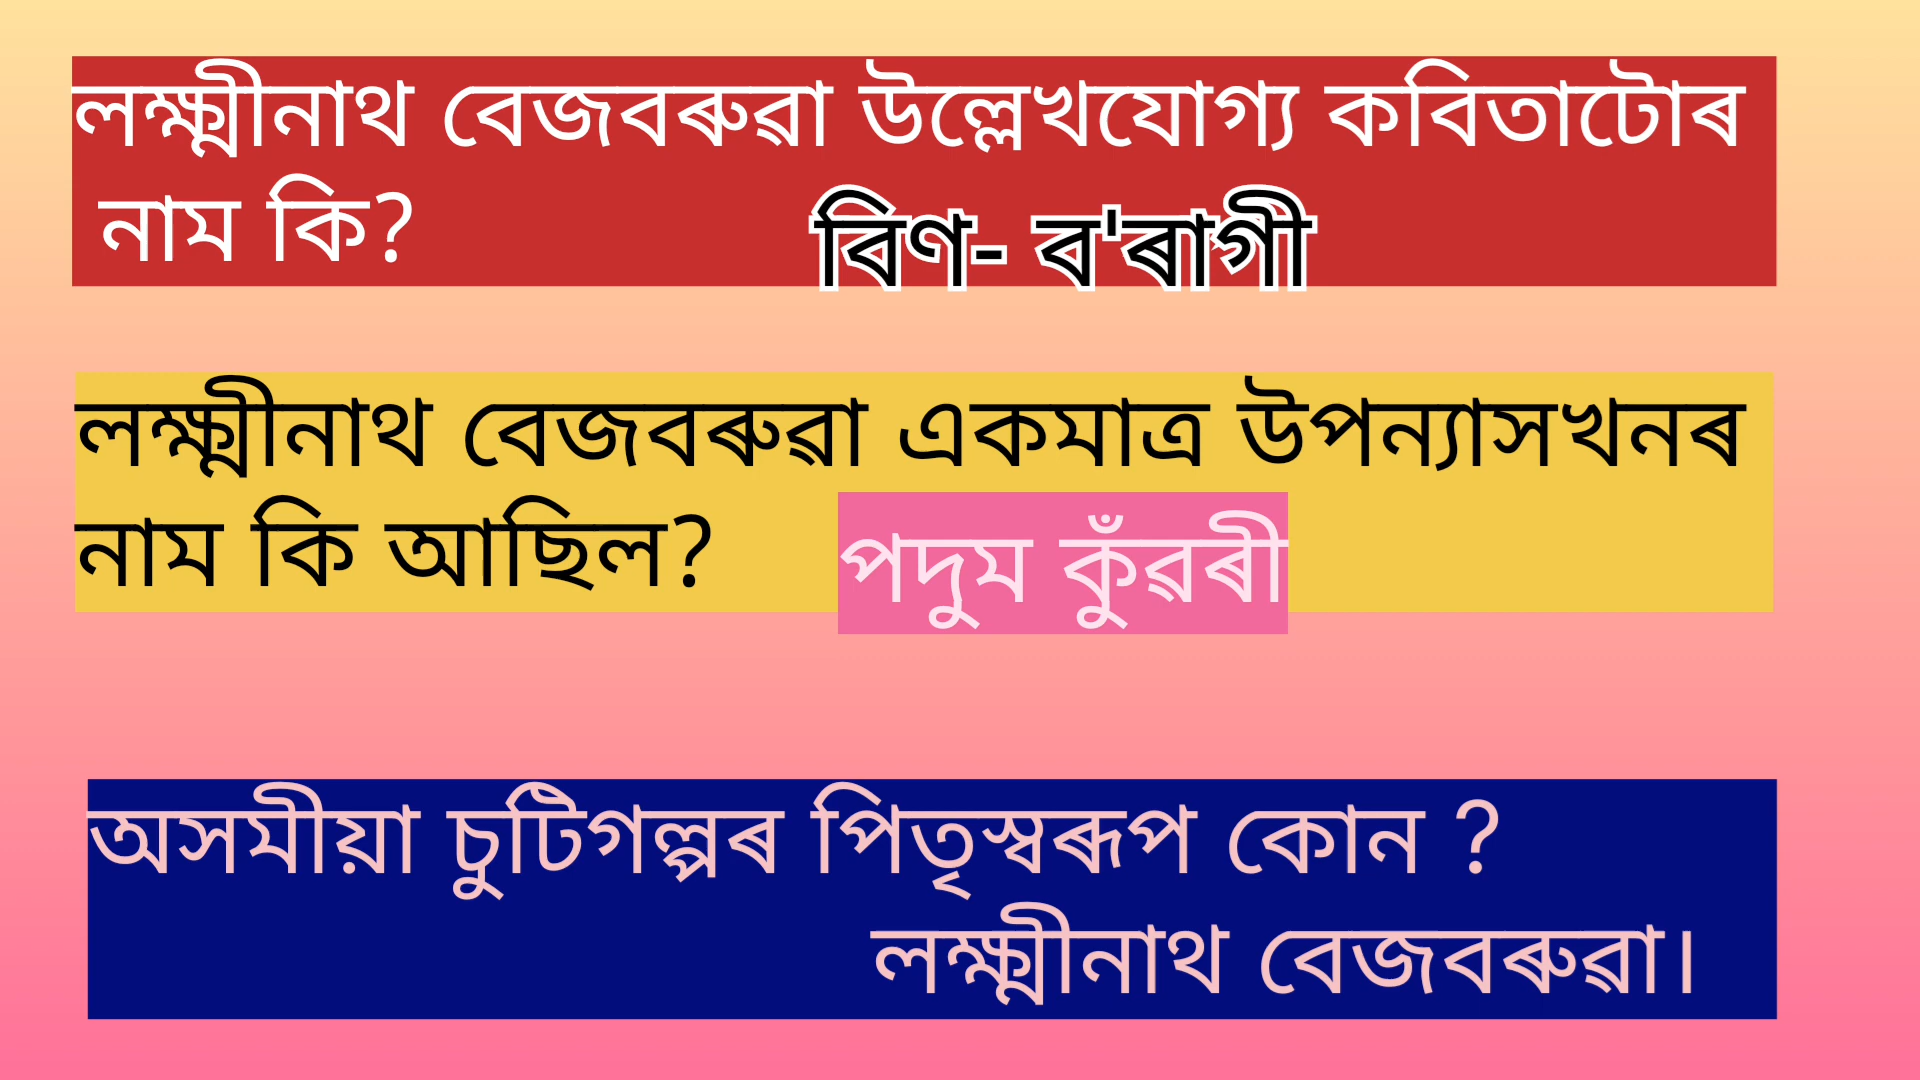 লক্ষ্মীনাথ বেজবৰুৱা উল্লেখযোগ্য কবিতাটোৰ
নাম কি?
বিণ- ব'ৰাগী
লক্ষ্মীনাথ বেজবৰুৱা একমাত্ৰ উপন্যাসখনৰ
নাম কি আছিল?
পদুম কুঁৱৰী
অসমীয়া চুটিগল্পৰ পিতৃস্বৰূপ কোন ?
লক্ষ্মীনাথ বেজবৰুৱা।